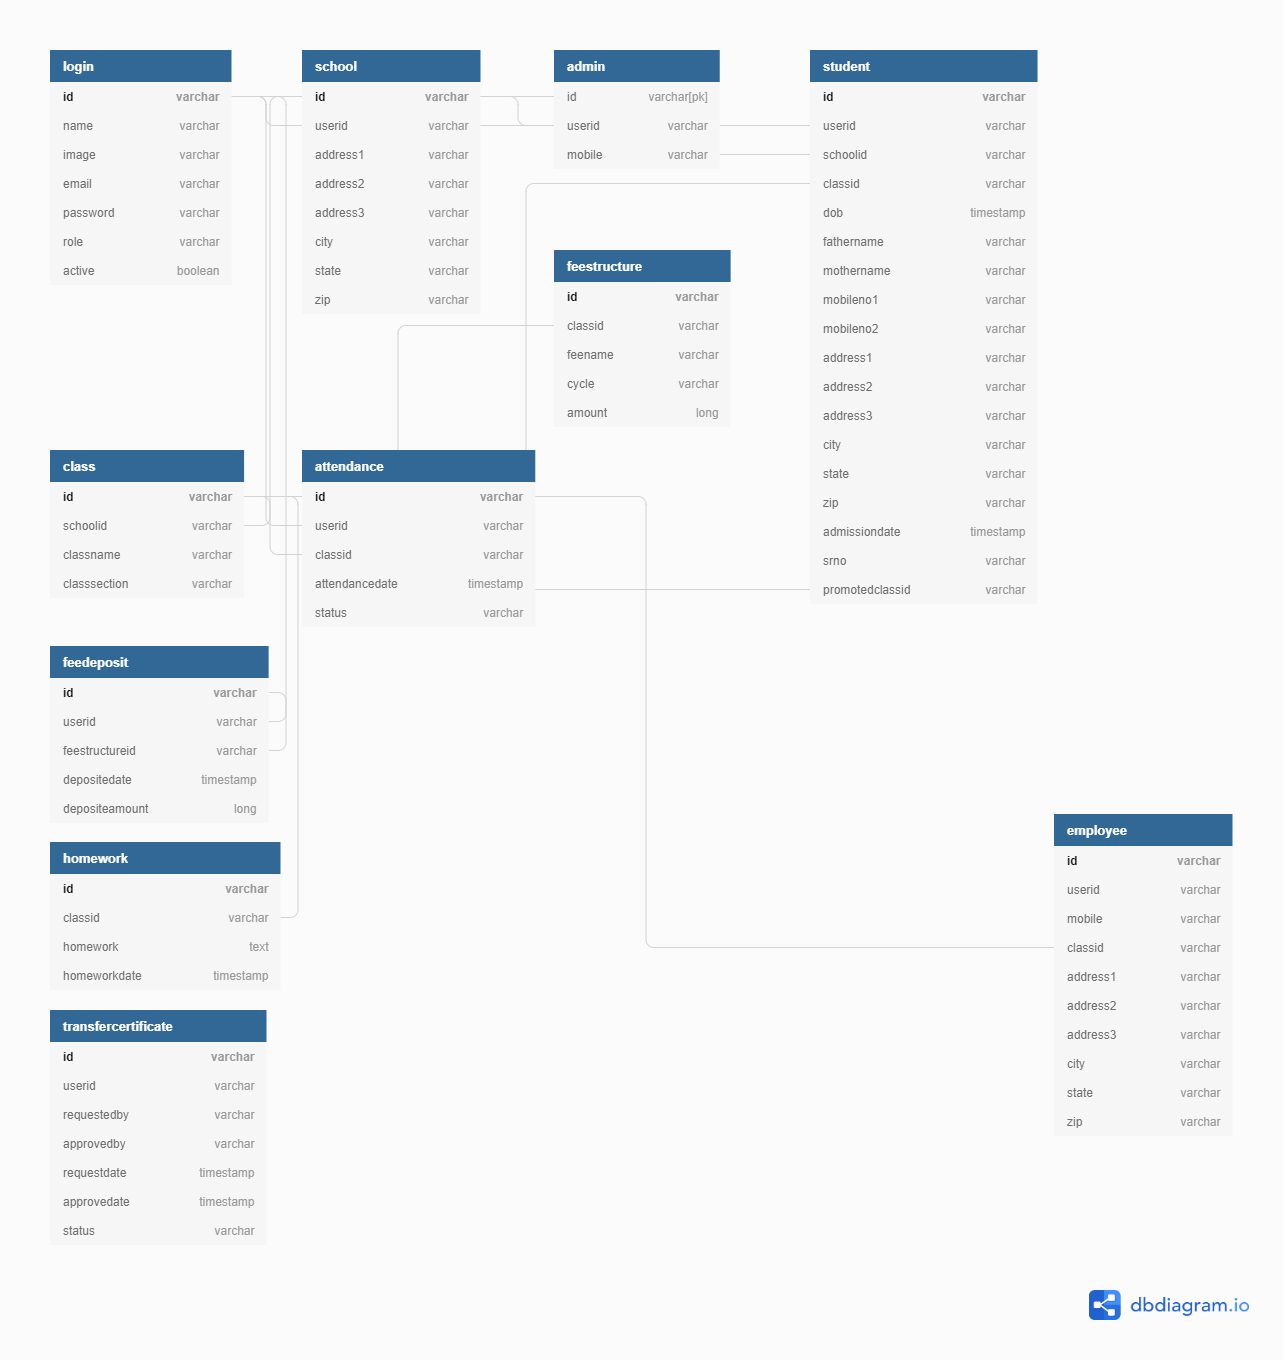 login
id varchar
name varchar
image varchar
email varchar
password varchar
role varchar
active boolean
school
id varchar
userid varchar
address1 varchar
address2 varchar
address3 varchar
city varchar
state varchar
zip varchar
admin
id varchar[pk]
userid varchar
mobile varchar
student
id varchar
userid varchar
schoolid varchar
classid varchar
dob timestamp
fathername varchar
mothername varchar
mobileno1 varchar
mobileno2 varchar
address1 varchar
address2 varchar
address3 varchar
city varchar
state varchar
zip varchar
admissiondate timestamp
srno varchar
promotedclassid varchar
feestructure
id varchar
classid varchar
feename varchar
cycle varchar
amount long
class
id varchar
schoolid varchar
classname varchar
classsection varchar
attendance
id varchar
userid varchar
classid varchar
attendancedate timestamp
status varchar
feedeposit
id varchar
userid varchar
feestructureid varchar
depositedate timestamp
depositeamount long
homework
id varchar
classid varchar
homework text
homeworkdate timestamp
employee
id varchar
userid varchar
mobile varchar
classid varchar
address1 varchar
address2 varchar
address3 varchar
city varchar
state varchar
zip varchar
transfercertificate
id varchar
userid varchar
requestedby varchar
approvedby varchar
requestdate timestamp
approvedate timestamp
status varchar
dbdiagram.io